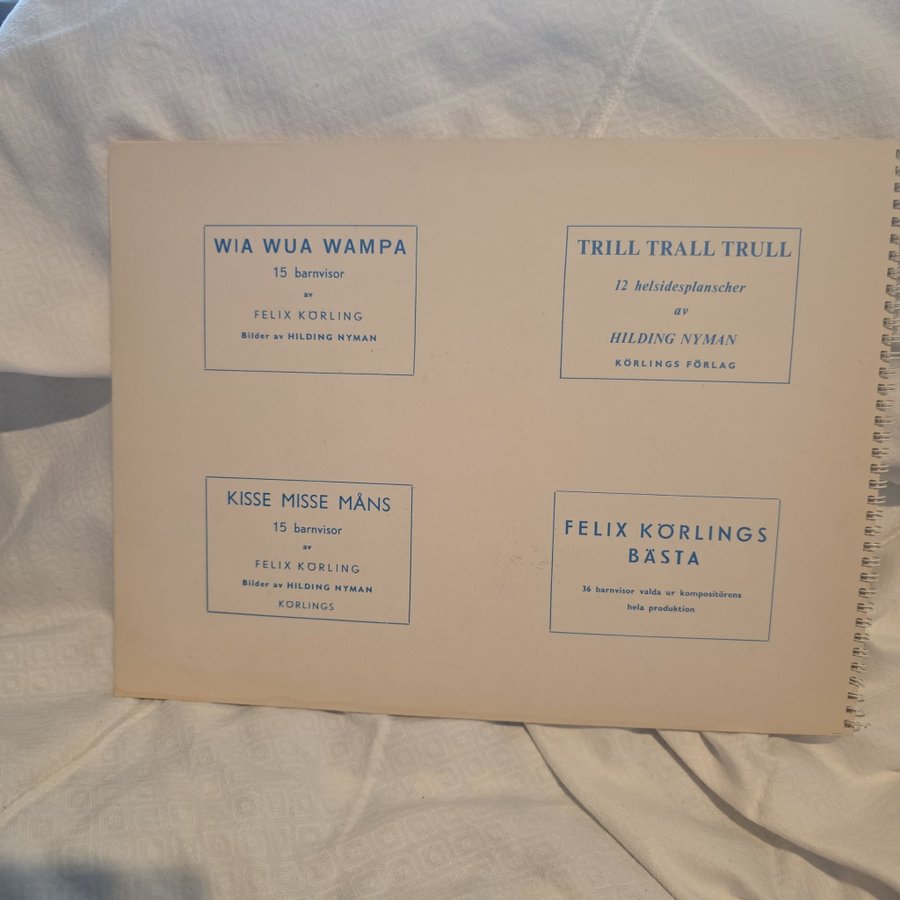 WIA WUA WAMPA
15 barnvisor
av
FELIX KÖRLING
Bilder av HILDING NYMAN
TRILL TRALL TRULL
12 helsidesplanscher
av
HILDING NYMAN
KÖRLINGS FÖRLAG
KISSE MISSE MÅNS
15 barnvisor
av
FELIX KÖRLING
Bilder av HILDING NYMAN
KÖRLINGS
FELIX KÖRLINGS
BÄSTA
36 barnvisor valda ur kompositörens
hela produktion